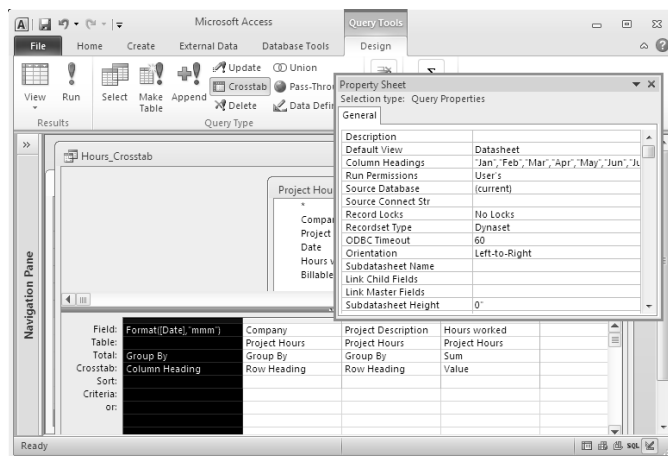 Microsoft Access
Query Tools
File Home Create External Data Database Tools Design
View
Run
Select
Make Table
Append
Update
Crosstab
Delete
Union
Pass-Throu
Data Defin
Results
Query Type
Property Sheet
Selection type: Query Properties
General
Description
Default View Datasheet
Column Headings "Jan","Feb","Mar","Apr","May","Jun","Ju
Run Permissions User's
Source Database (current)
Source Connect Str
Record Locks No Locks
Recordset Type Dynaset
ODBC Timeout 60
Orientation Left-to-Right
Subdatasheet Name
Link Child Fields
Link Master Fields
Subdatasheet Height 0"
Navigation Pane
Hours_Crosstab
Project Hou
*
Compan
Project
Date
Hours w
Billable
Field: Format([Date],"mmm") Company Project Description Hours worked
Table: Project Hours Project Hours Project Hours
Total: Group By Group By Group By Sum
Crosstab: Column Heading Row Heading Row Heading Value
Sort:
Criteria:
or:
Ready
SQL